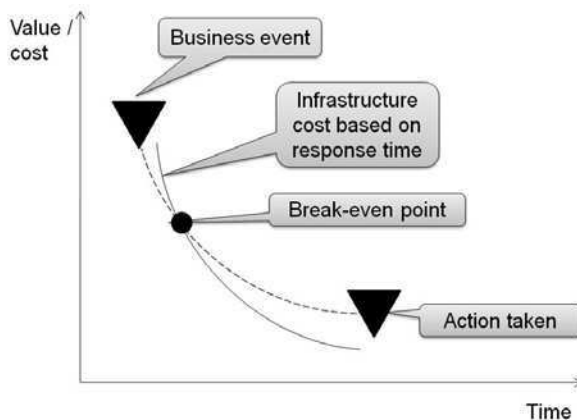 Value /
cost
Business event
Infrastructure
cost based on
response time
Break-even point
Action taken
Time